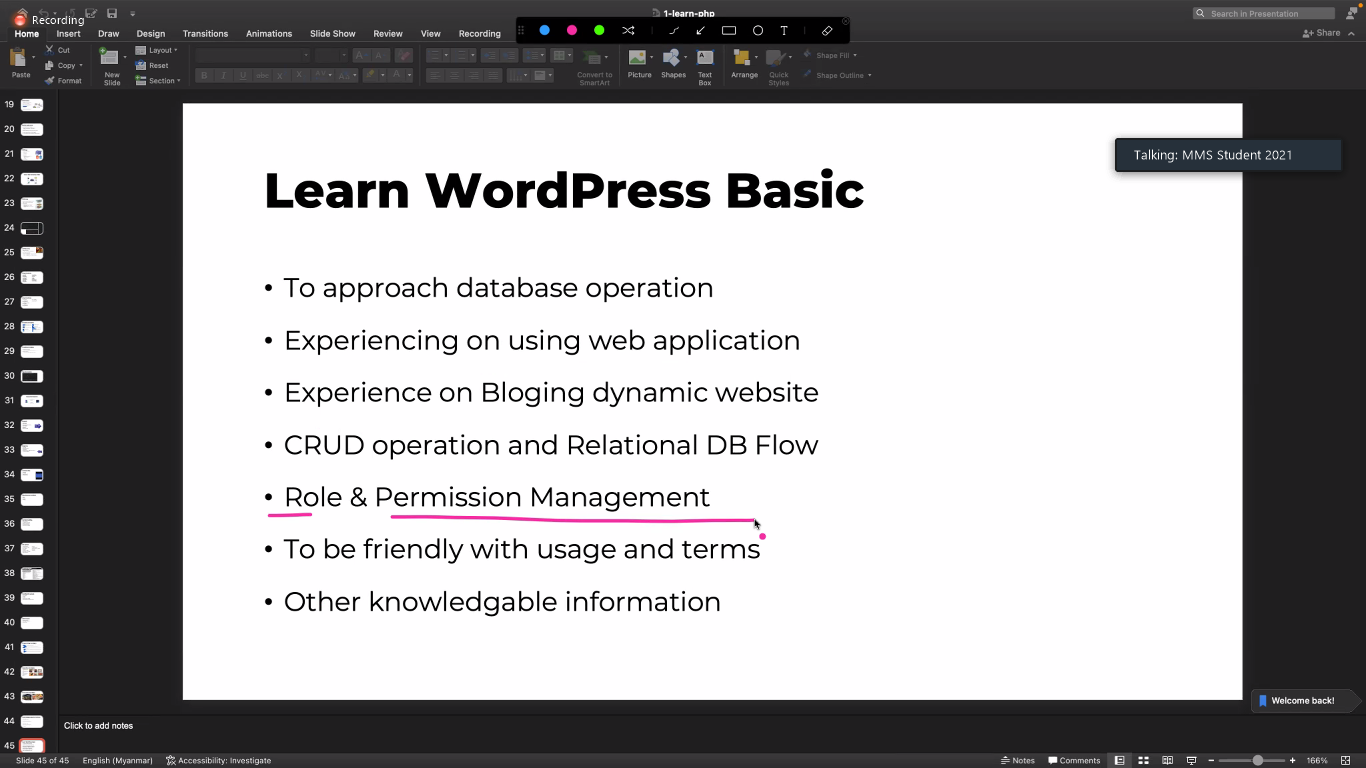 Recording
1-learn-php
Search in Presentation
Home Insert Draw Design Transitions Animations Slide Show Review View Recording
Share
Paste
Cut
Copy
Format
New Slide
Layout
Reset
Section
Convert to SmartArt
Picture
Shapes
Text Box
Arrange
Quick Styles
Shape Fill
Shape Outline
19
20
21
22
23
24
25
26
27
28
29
30
31
32
33
34
35
36
37
38
39
40
41
42
43
44
45
Talking: MMS Student 2021
Learn WordPress Basic
• To approach database operation
• Experiencing on using web application
• Experience on Bloging dynamic website
• CRUD operation and Relational DB Flow
• Role & Permission Management
• To be friendly with usage and terms
• Other knowledgable information
Welcome back!
Click to add notes
Slide 45 of 45 English (Myanmar) Accessibility: Investigate Notes Comments 166%